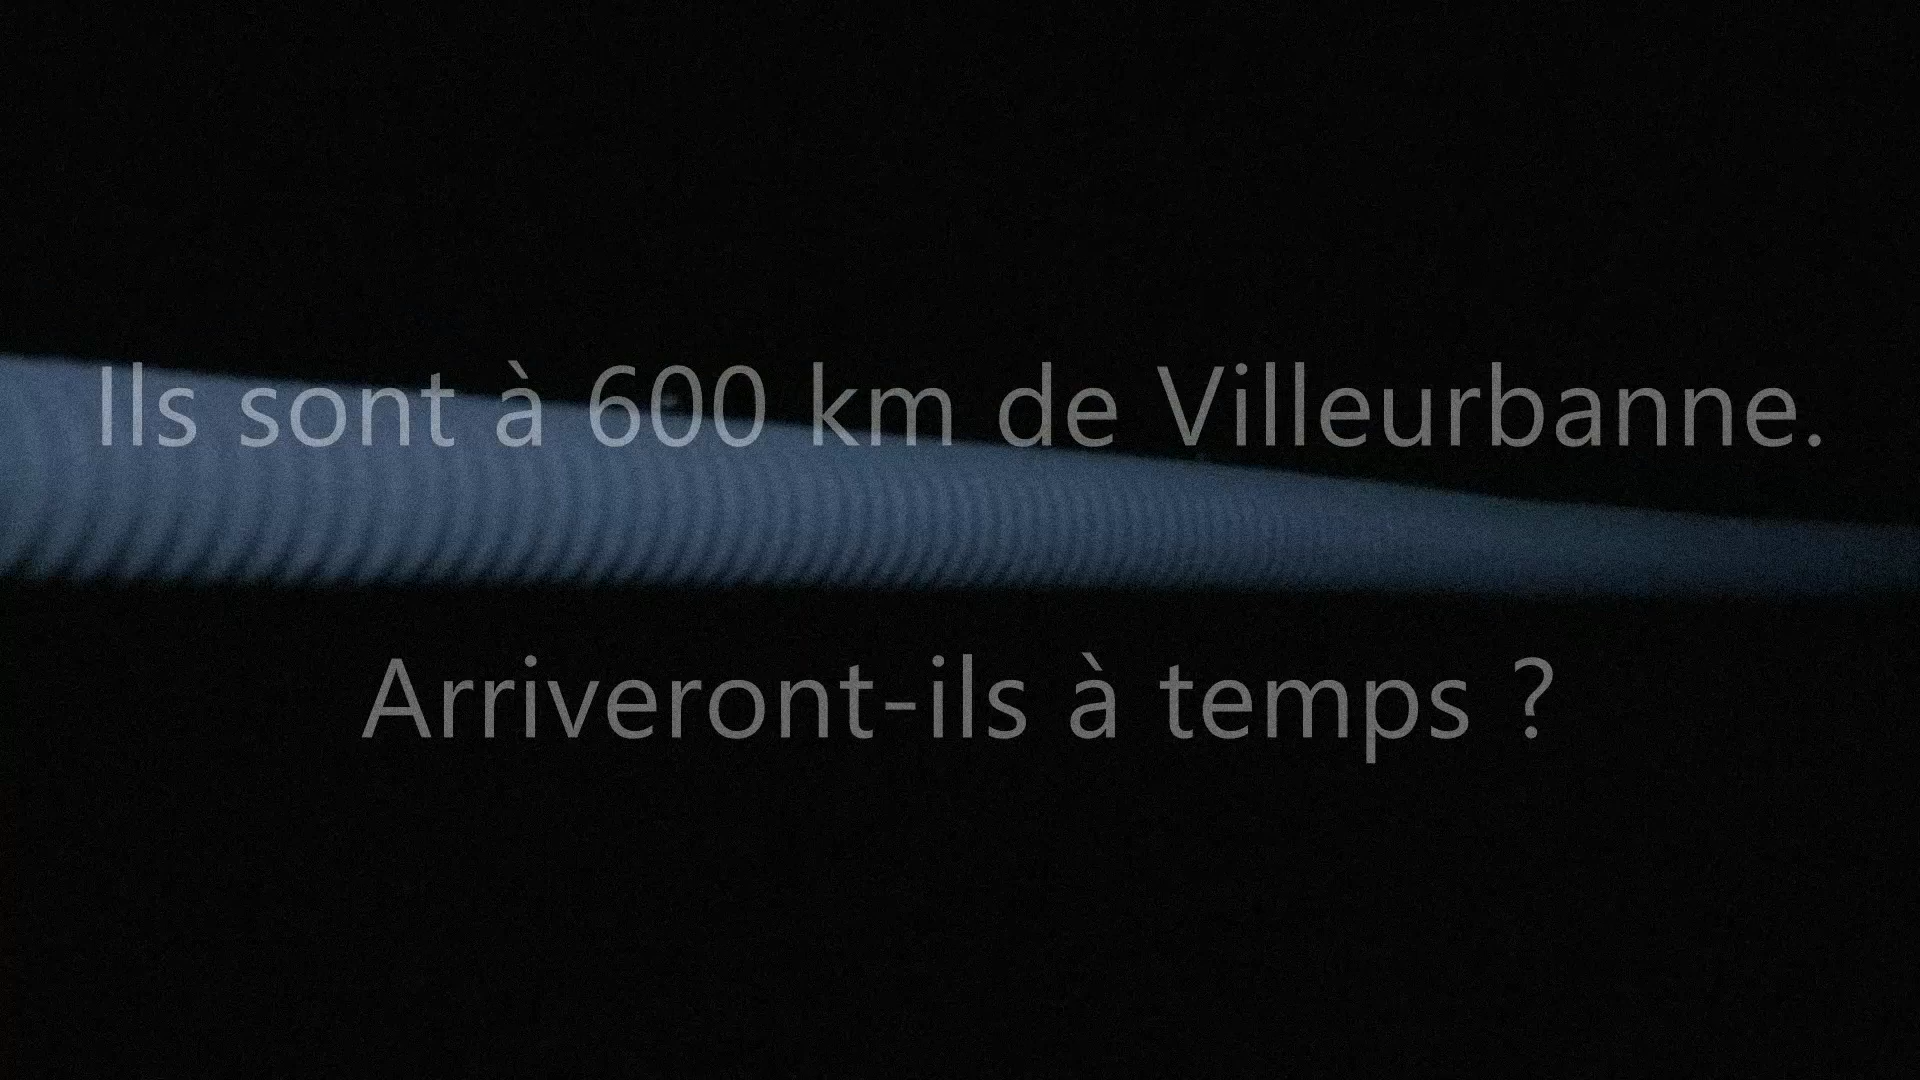 Ils sont à 600 km de Villeurbanne.
Arriveront-ils à temps ?